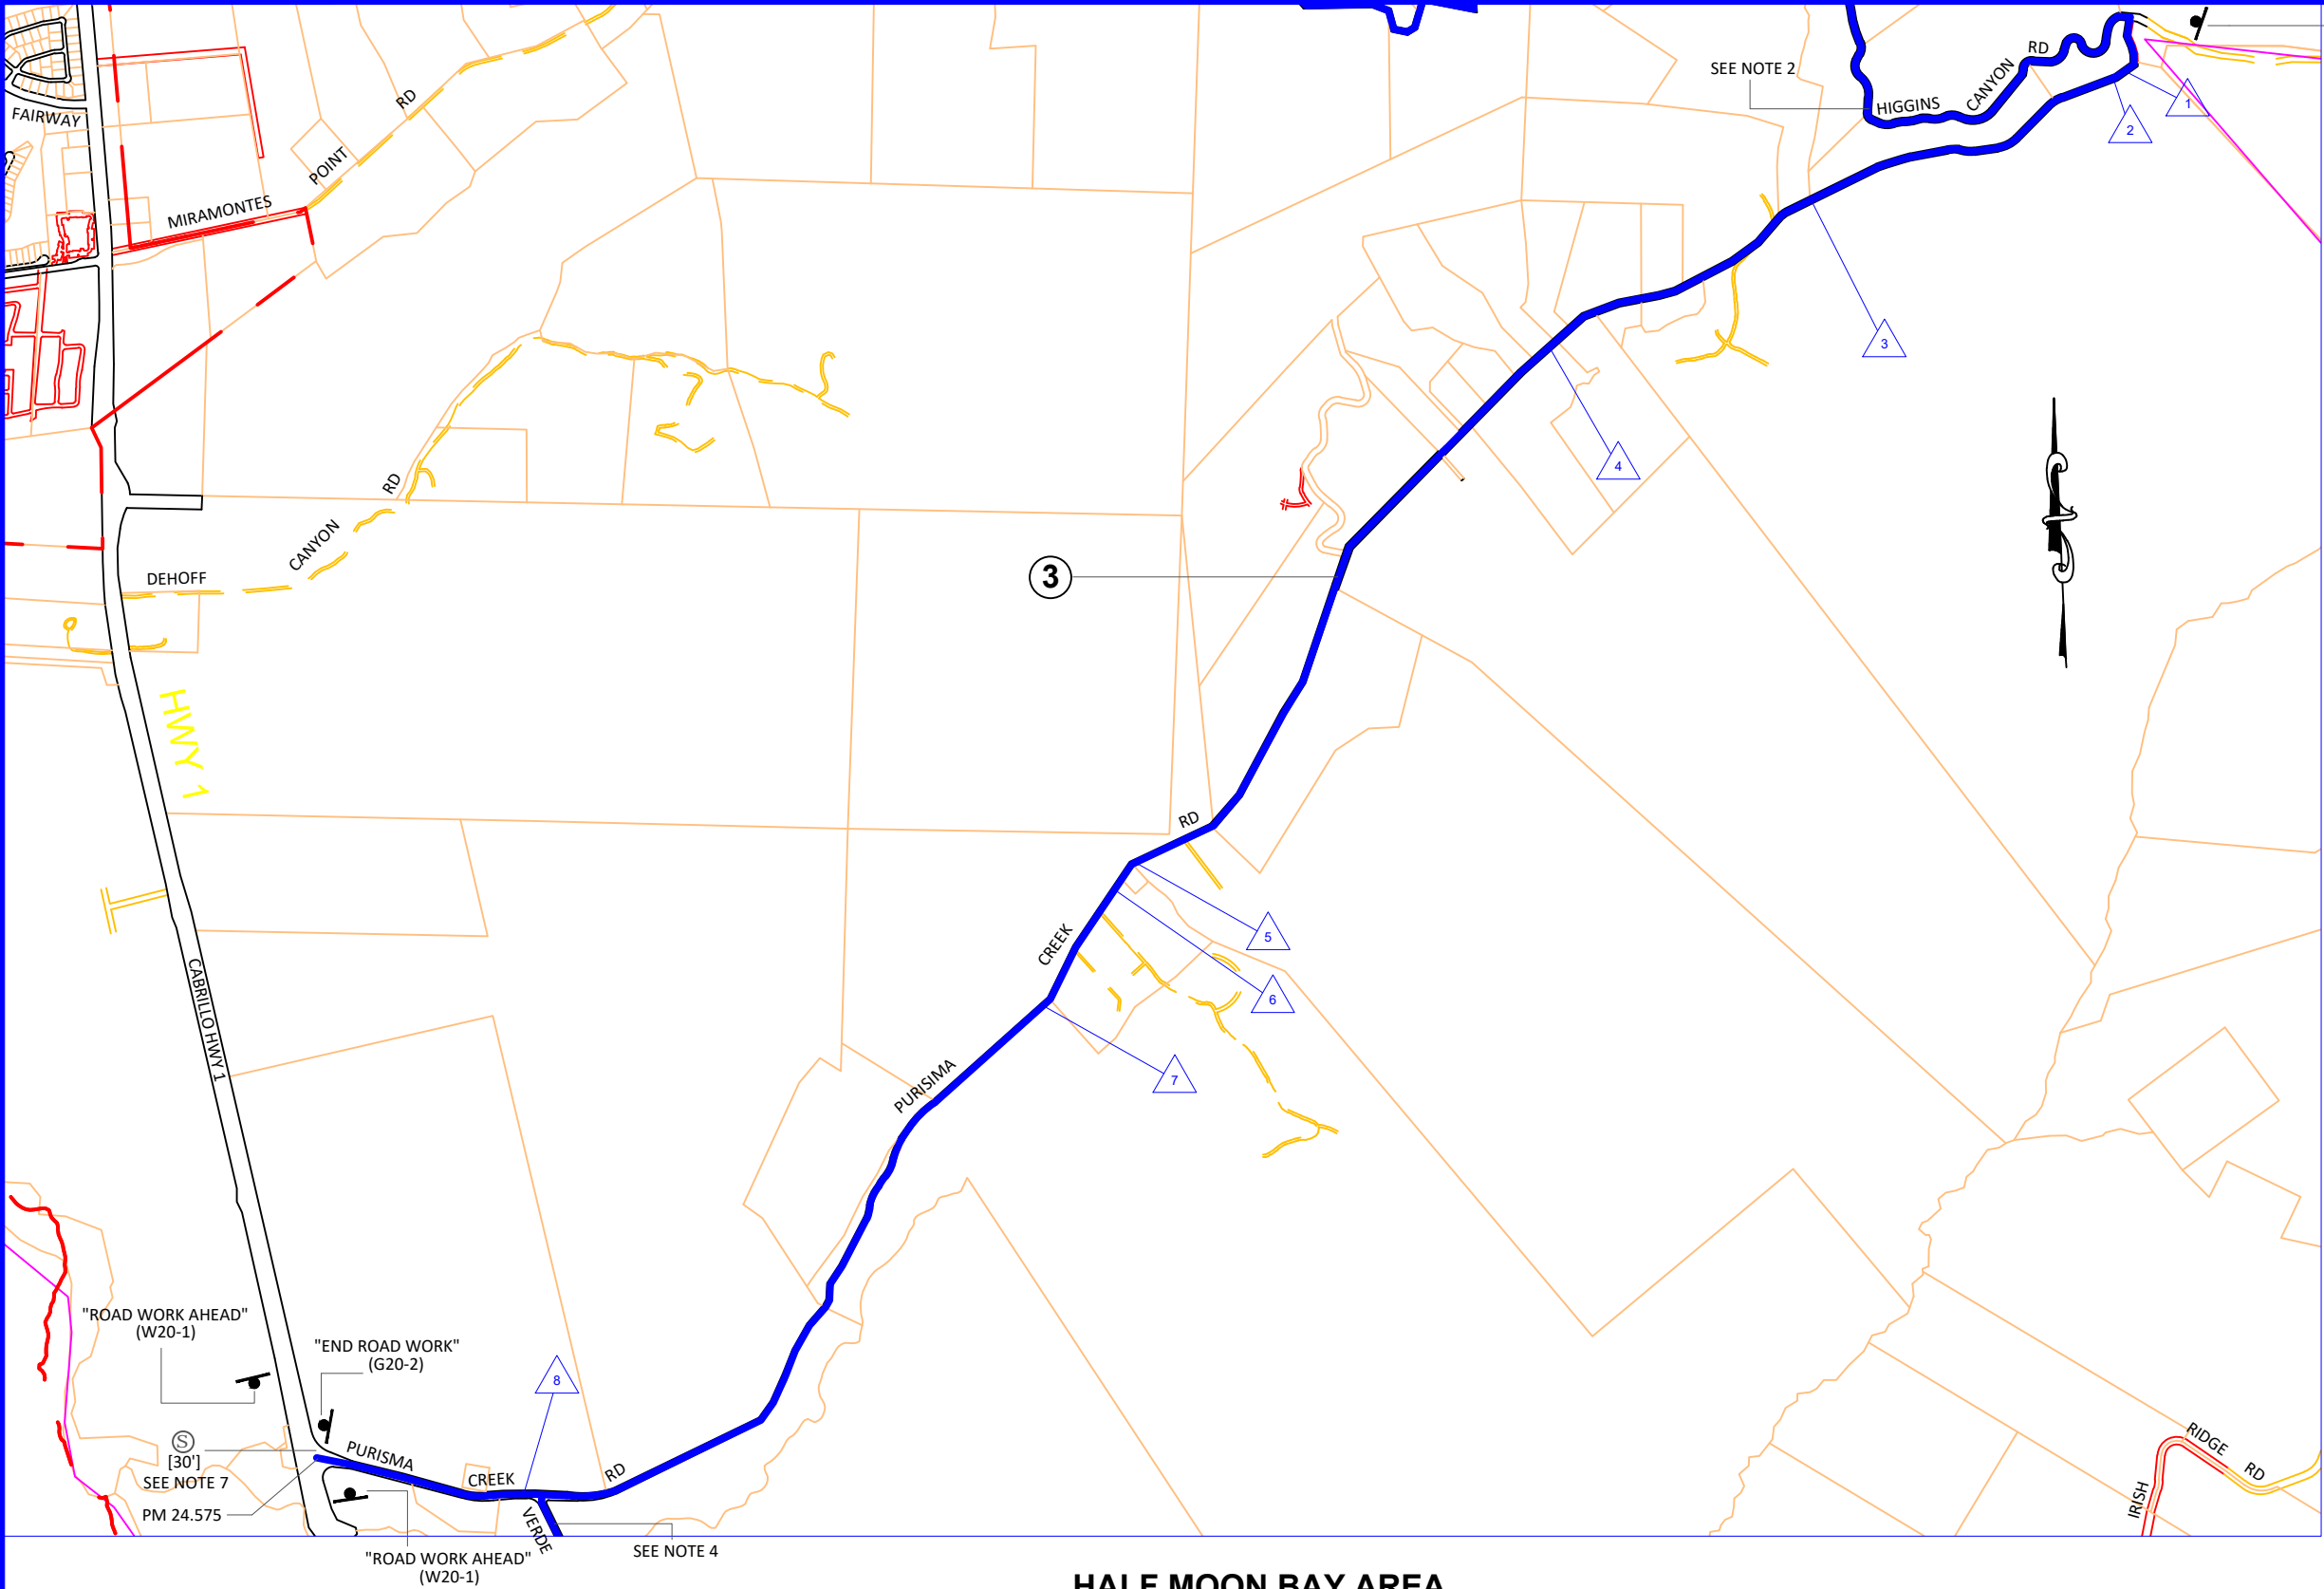 FAIRWAY
MIRAMONTES
POINT
RD
SEE NOTE 2
HIGGINS
CANYON
RD
1
2
3
4
DEHOFF
CANYON
RD
3
HWY 1
CABRILLO HWY 1
RD
CREEK
PURISIMA
5
6
7
"ROAD WORK AHEAD"
(W20-1)
"END ROAD WORK"
(G20-2)
8
S
[30']
SEE NOTE 7
PM 24.575
PURISMA
CREEK
RD
VERDE
SEE NOTE 4
"ROAD WORK AHEAD"
(W20-1)
IRISH
RIDGE
RD
HALF MOON BAY AREA